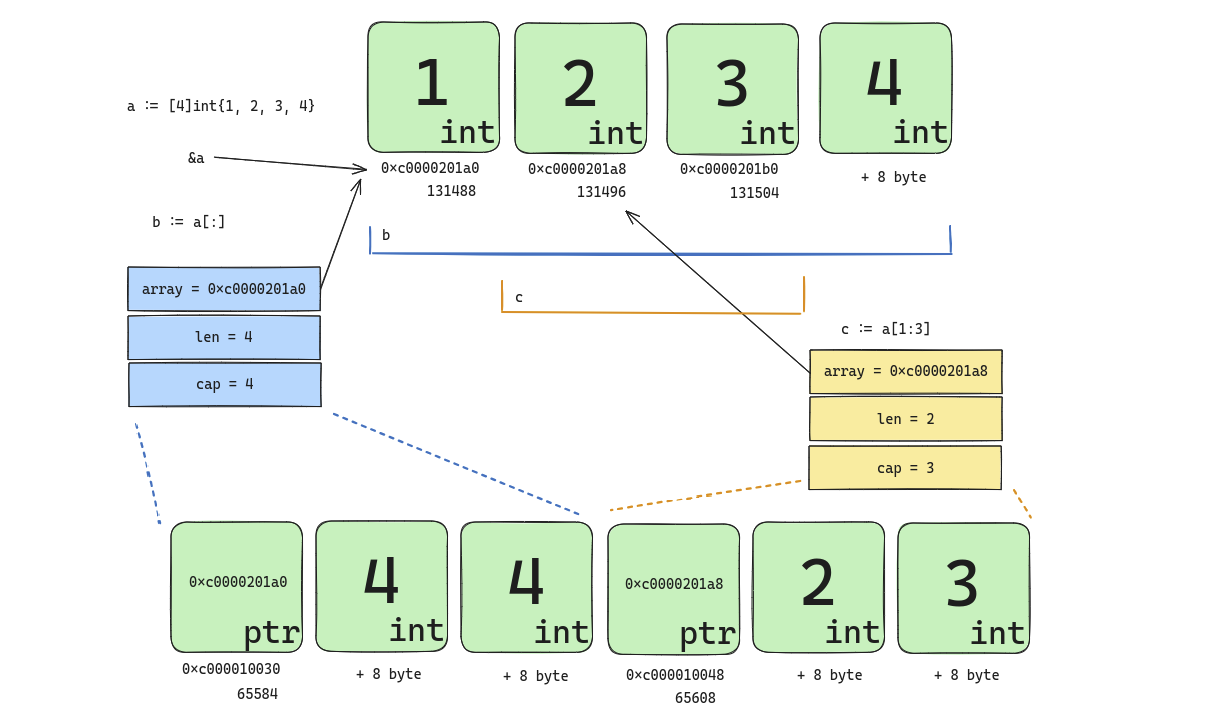 1
int
2
int
3
int
4
int
a := [4]int{1, 2, 3, 4}
&a
0×c0000201a0
131488
0×c0000201a8
131496
0×c0000201b0
131504
+ 8 byte
b := a[:]
b
array = 0×c0000201a0
len = 4
cap = 4
c
c := a[1:3]
array = 0×c0000201a8
len = 2
cap = 3
0×c0000201a0
ptr
4
int
4
int
0×c0000201a8
ptr
2
int
3
int
0×c000010030
65584
+ 8 byte
+ 8 byte
0×c000010048
65608
+ 8 byte
+ 8 byte